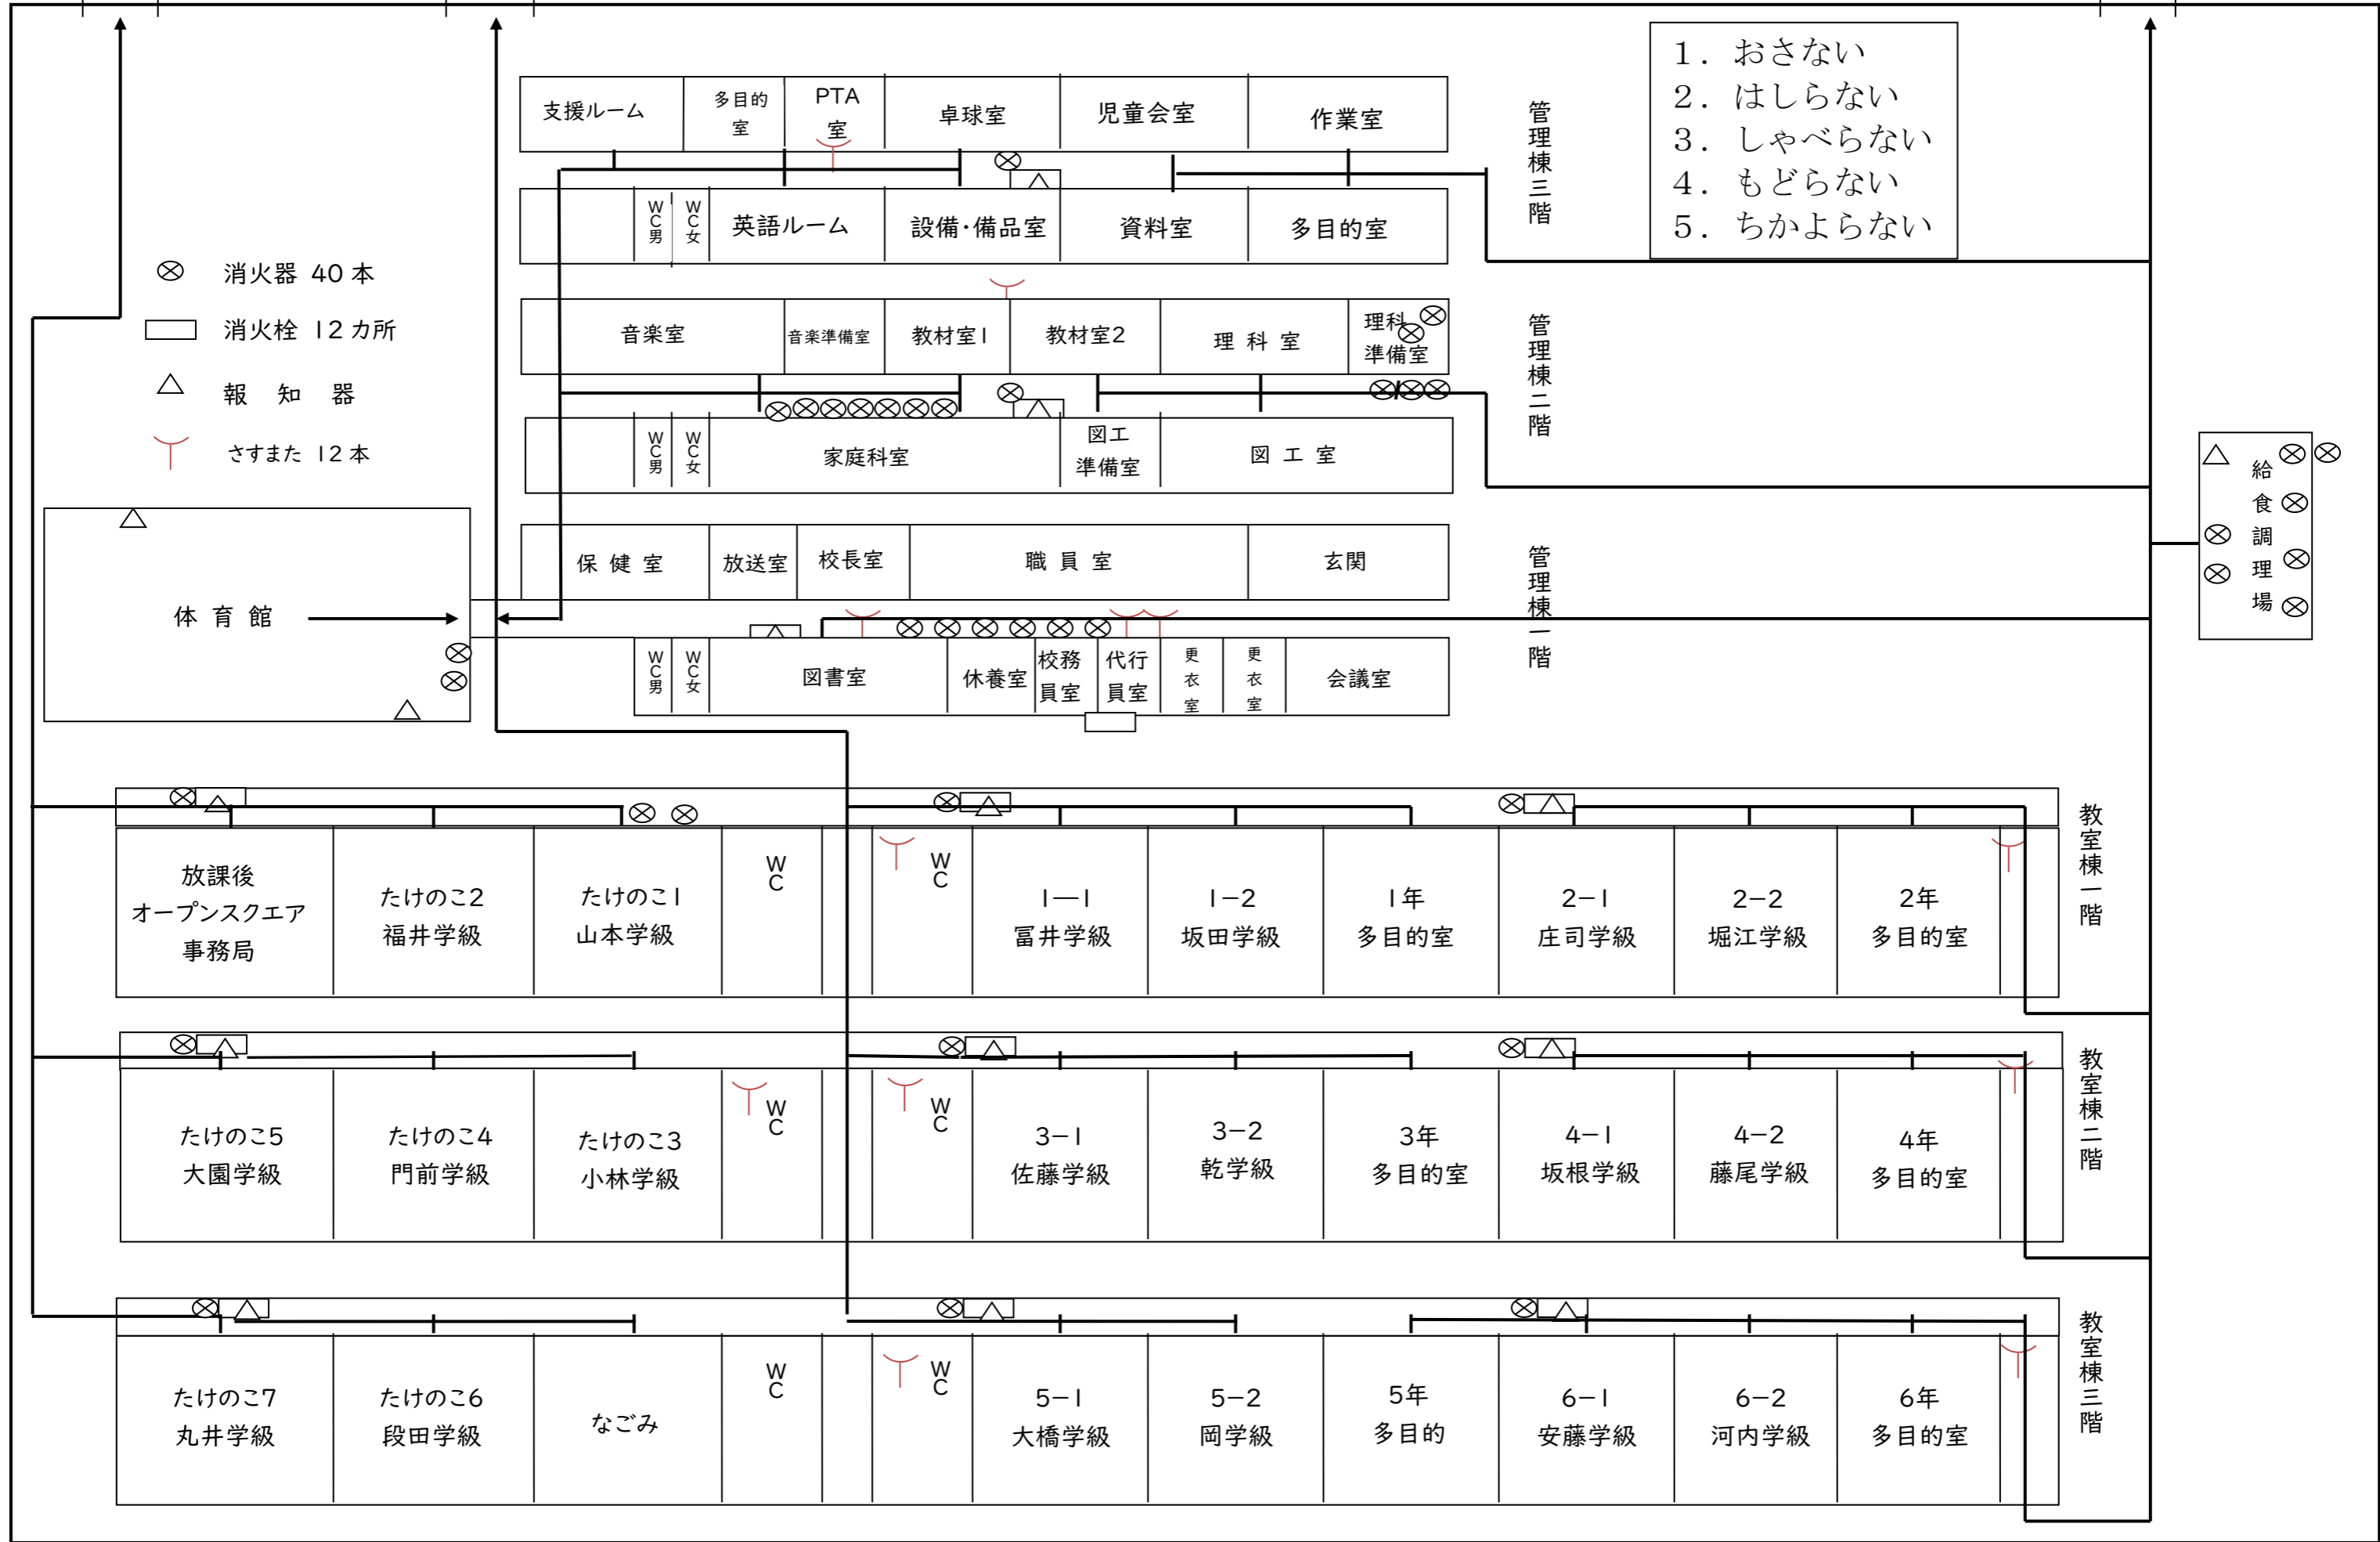 1．おさない
2．はしらない
3．しゃべらない
4．もどらない
5．ちかよらない
消火器 40本
消火栓 12カ所
報 知 器
さすまた 12本
支援ルーム
多目的
室
PTA
室
卓球室
児童会室
作業室
管理棟三階
WC男
WC女
英語ルーム
設備・備品室
資料室
多目的室
音楽室
音楽準備室
教材室1
教材室2
理 科 室
理科
準備室
管理棟二階
WC男
WC女
家庭科室
図工
準備室
図 工 室
保 健 室
放送室
校長室
職 員 室
玄関
管理棟一階
体 育 館
WC男
WC女
図書室
休養室
校務
員室
代行
員室
更衣室
更衣室
会議室
給食調理場
放課後
オープンスクエア
事務局
たけのこ2
福井学級
たけのこ1
山本学級
WC
WC
1―1
冨井学級
1－2
坂田学級
1年
多目的室
2－1
庄司学級
2－2
堀江学級
2年
多目的室
教室棟一階
たけのこ5
大園学級
たけのこ4
門前学級
たけのこ3
小林学級
WC
WC
3－1
佐藤学級
3－2
乾学級
3年
多目的室
4－1
坂根学級
4－2
藤尾学級
4年
多目的室
教室棟二階
たけのこ7
丸井学級
たけのこ6
段田学級
なごみ
WC
WC
5－1
大橋学級
5－2
岡学級
5年
多目的
6－1
安藤学級
6－2
河内学級
6年
多目的室
教室棟三階